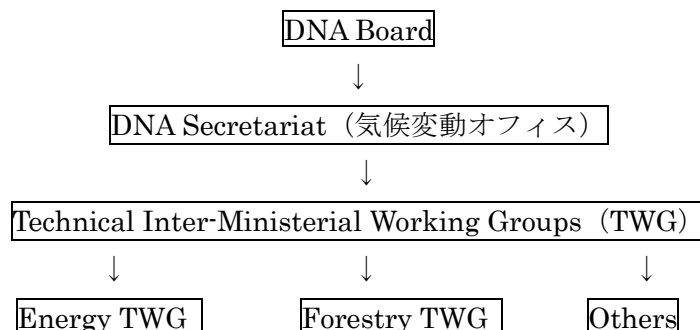 DNA Board
↓
DNA Secretariat（気候変動オフィス）
↓
Technical Inter-Ministerial Working Groups（TWG）
↓ ↓ ↓
Energy TWG Forestry TWG Others